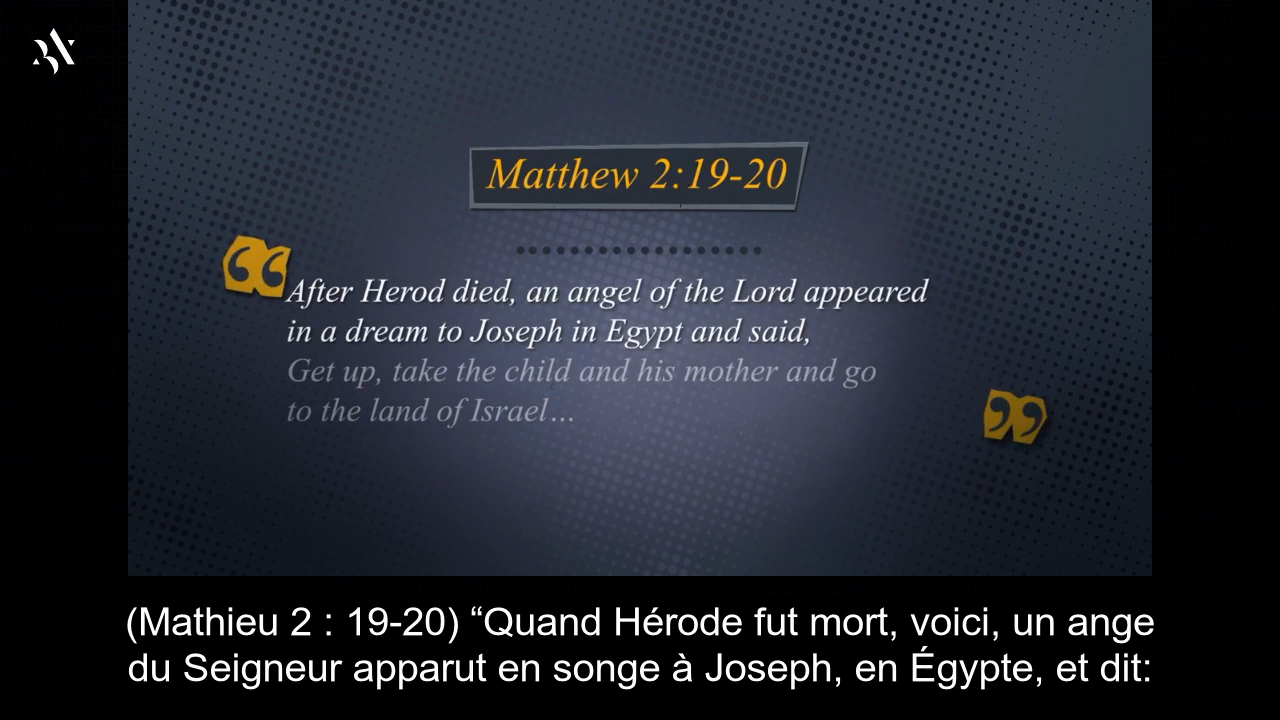 Matthew 2:19-20
“After Herod died, an angel of the Lord appeared
in a dream to Joseph in Egypt and said,
Get up, take the child and his mother and go
to the land of Israel...”
(Mathieu 2 : 19-20) “Quand Hérode fut mort, voici, un ange
du Seigneur apparut en songe à Joseph, en Égypte, et dit: